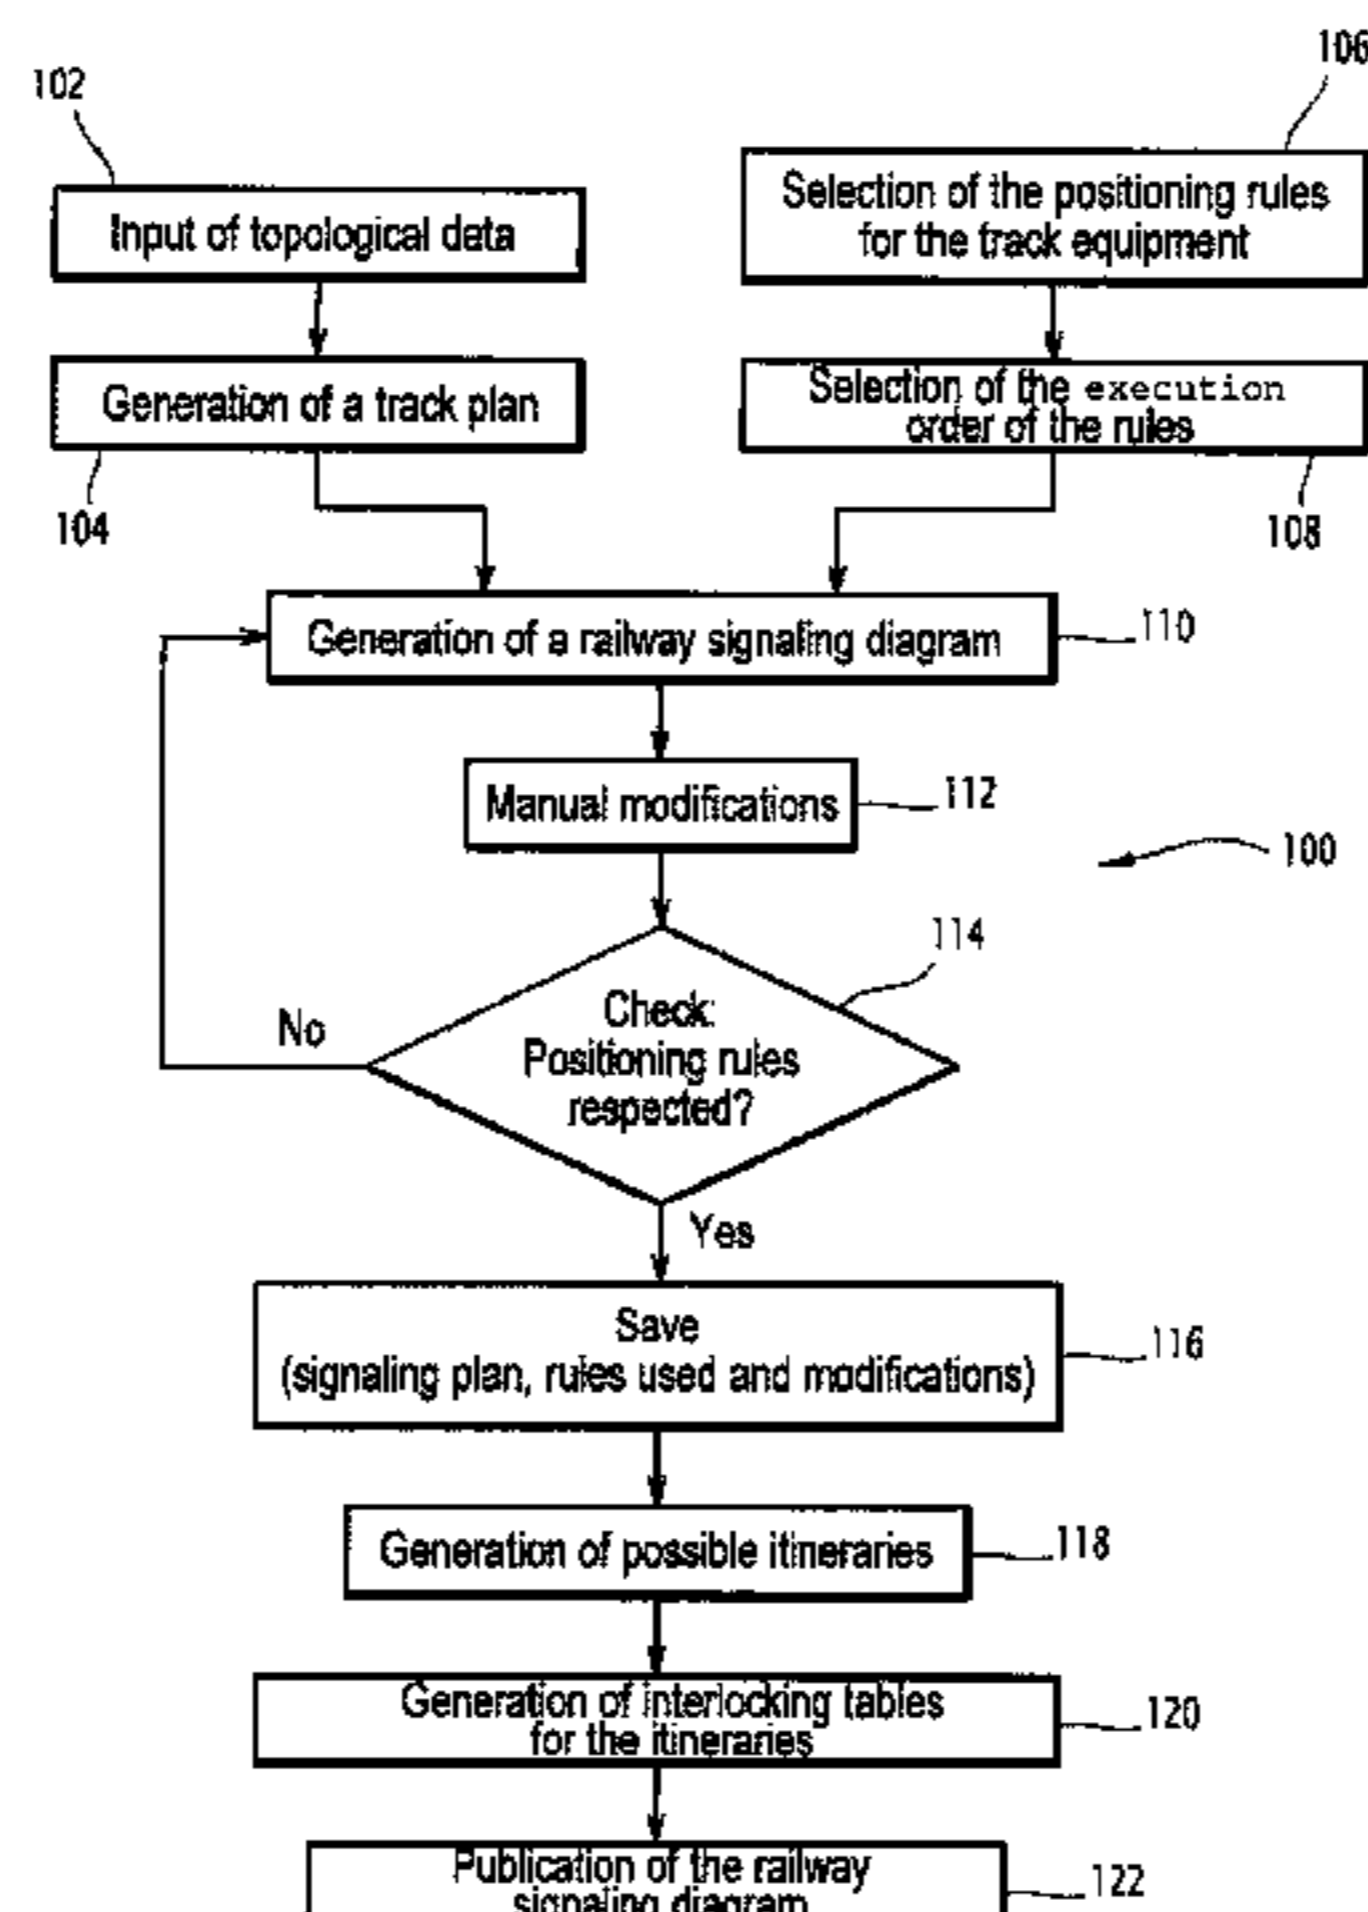 102
106
Input of topological data
Selection of the positioning rules
for the track equipment
Generation of a track plan
Selection of the execution
order of the rules
104
108
Generation of a railway signaling diagram
110
Manual modifications
112
100
114
Check:
Positioning rules
respected?
No
Yes
Save
(signaling plan, rules used and modifications)
116
Generation of possible itineraries
118
Generation of interlocking tables
for the itineraries
120
Publication of the railway
signaling diagram
122